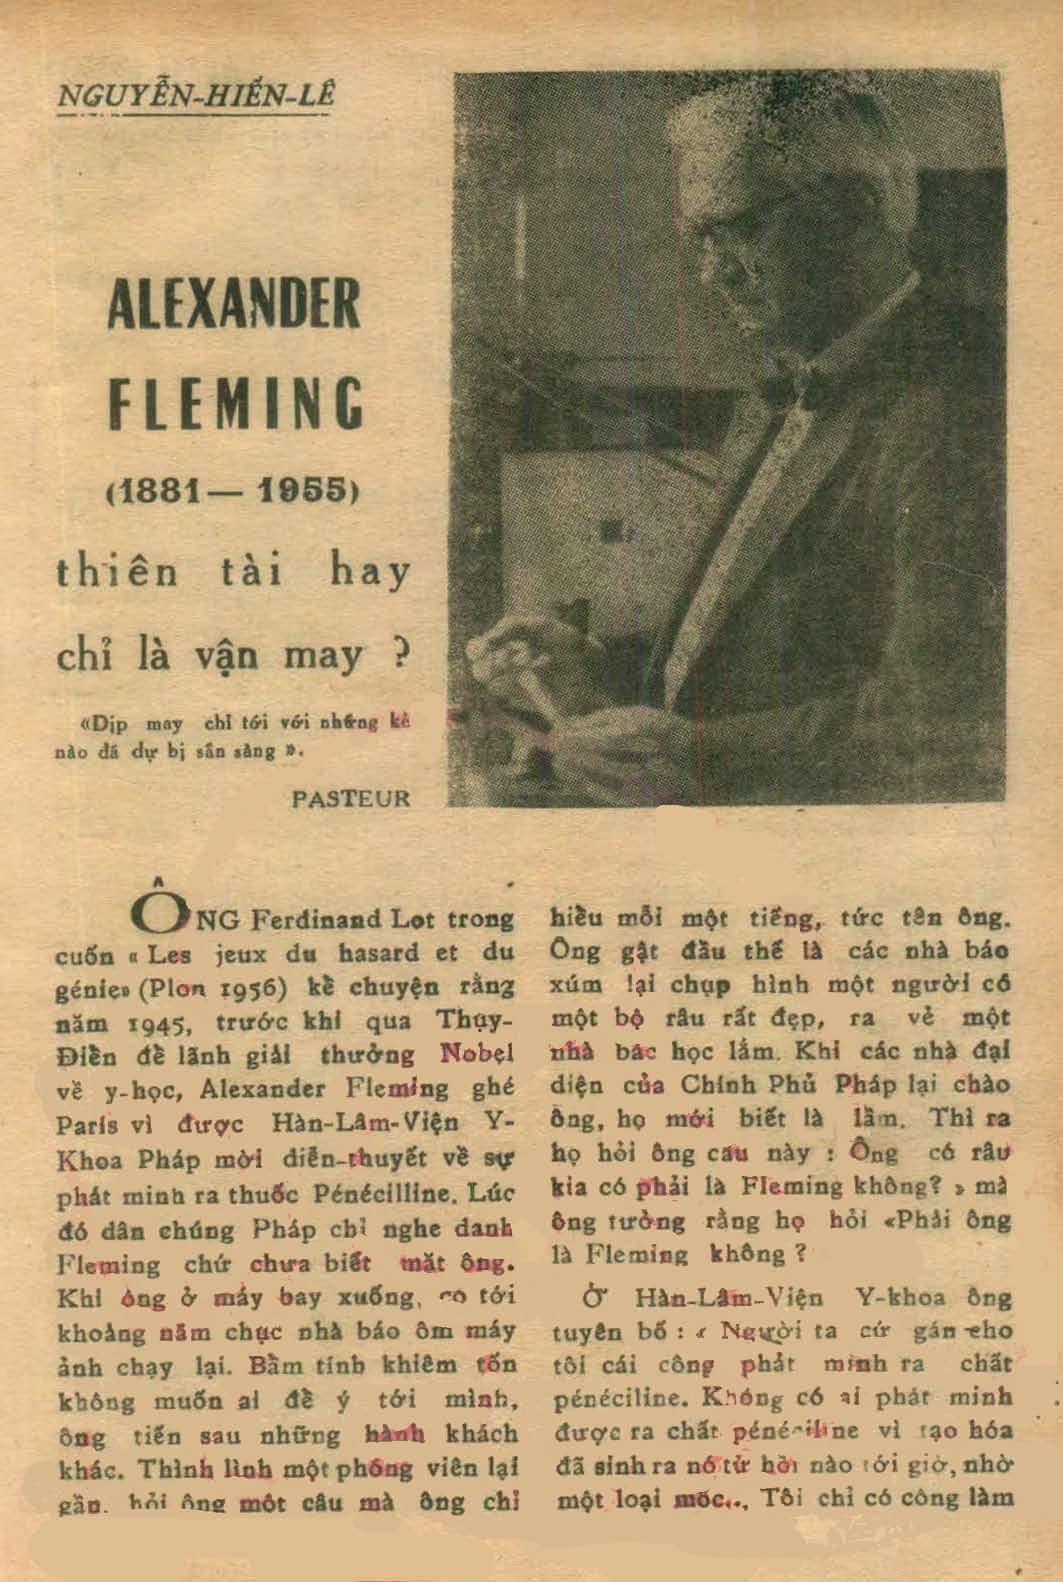 NGUYỄN-HIẾN-LÊ
ALEXANDER
FLEMING
(1881 — 1955)
thiên tài hay
chỉ là vận may ?
«Dịp may chỉ tới với những kẻ
nào đã dự bị sẵn sàng ».
PASTEUR
ÔNG Ferdinand Lot trong
cuốn « Les jeux du hasard et du
génie» (Plon 1956) kể chuyện rằng
năm 1945, trước khi qua Thụy-
Điển để lãnh giải thưởng Nobel
về y-học, Alexander Fleming ghé
Paris vì được Hàn-Lâm-Viện Y-
Khoa Pháp mời diễn-thuyết về sự
phát minh ra thuốc Pénécilline. Lúc
đó dân chúng Pháp chỉ nghe danh
Fleming chứ chưa biết mặt ông.
Khi ông ở máy bay xuống, có tới
khoảng năm chục nhà báo ôm máy
ảnh chạy lại. Bẩm tính khiêm tốn
không muốn ai để ý tới mình,
ông tiến sau những hành khách
khác. Thình lình một phóng viên lại
gần, hỏi ông một câu mà ông chỉ
hiểu mỗi một tiếng, tức tên ông.
Ông gật đầu thế là các nhà báo
xúm lại chụp hình một người có
một bộ râu rất đẹp, ra vẻ một
nhà bác học lắm. Khi các nhà đại
diện của Chính Phủ Pháp lại chào
ông, họ mới biết là lầm. Thì ra
họ hỏi ông câu này : Ông có râu
kia có phải là Fleming không? » mà
ông tưởng rằng họ hỏi «Phải ông
là Fleming không ?
Ở Hàn-Lâm-Viện Y-khoa ông
tuyên bố : « Người ta cứ gán cho
tôi cái công phát minh ra chất
pénéciline. Không có ai phát minh
được ra chất pénéciline vì tạo hóa
đã sinh ra nó từ hồi nào tới giờ, nhờ
một loại mốc... Tôi chỉ có công làm